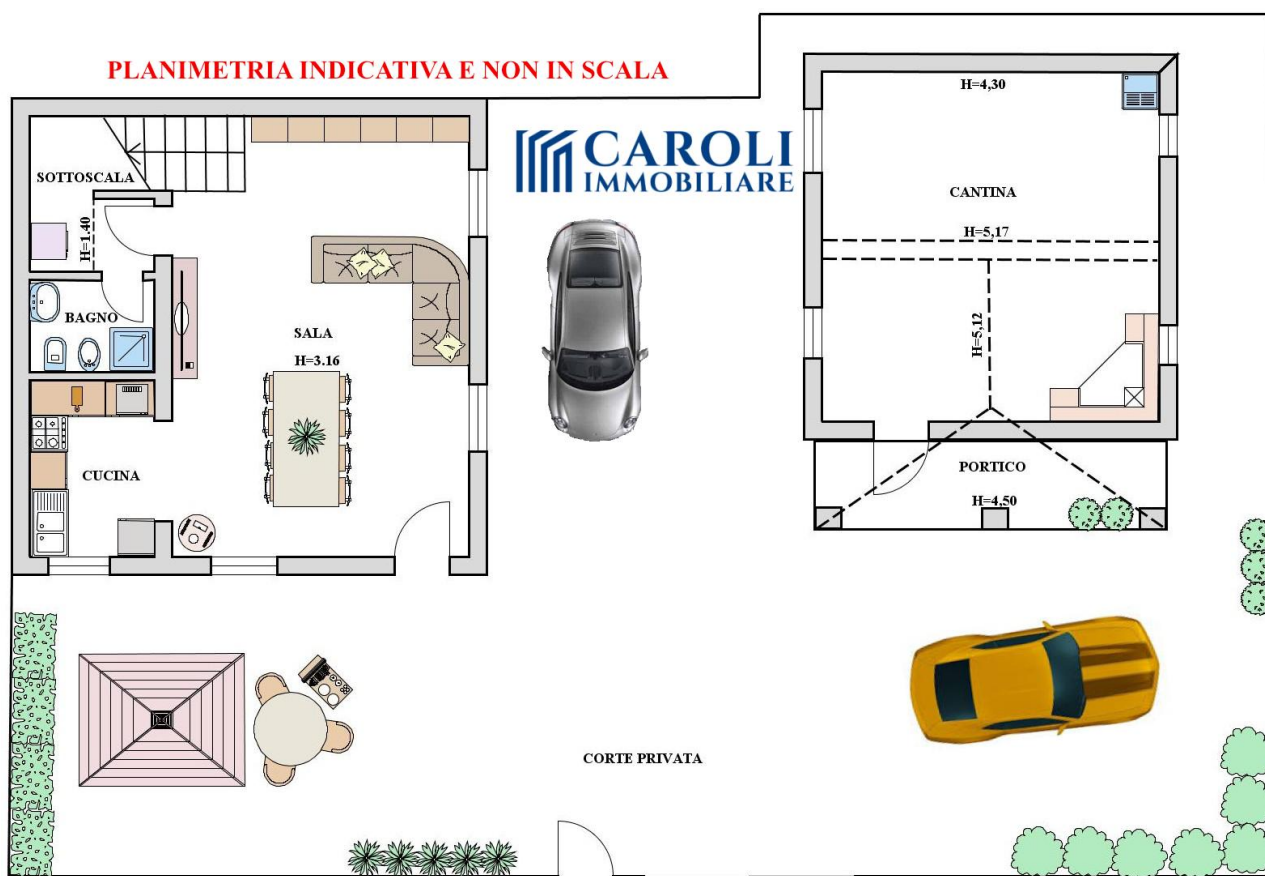 PLANIMETRIA INDICATIVA E NON IN SCALA
CAROLI
IMMOBILIARE
SOTTOSCALA
H=1.40
BAGNO
SALA
H=3.16
CUCINA
H=4,30
CANTINA
H=5,17
H=5,12
PORTICO
H=4,50
CORTE PRIVATA